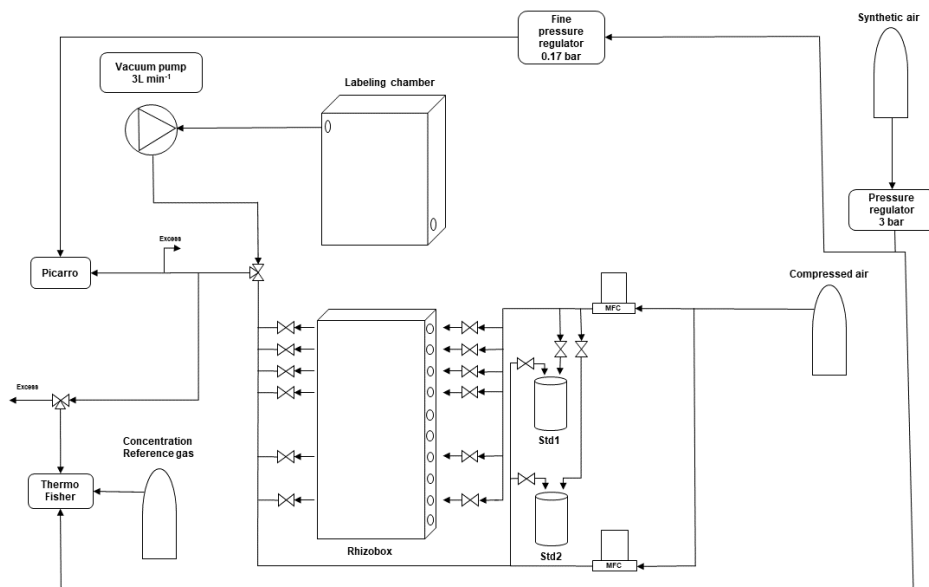 Fine
pressure
regulator
0.17 bar
Synthetic air
Vacuum pump
3L min⁻¹
Labeling chamber
Pressure
regulator
3 bar
Excess
Picarro
Compressed air
MFC
Excess
Std1
Concentration
Reference gas
Thermo
Fisher
Std2
Rhizobox
MFC